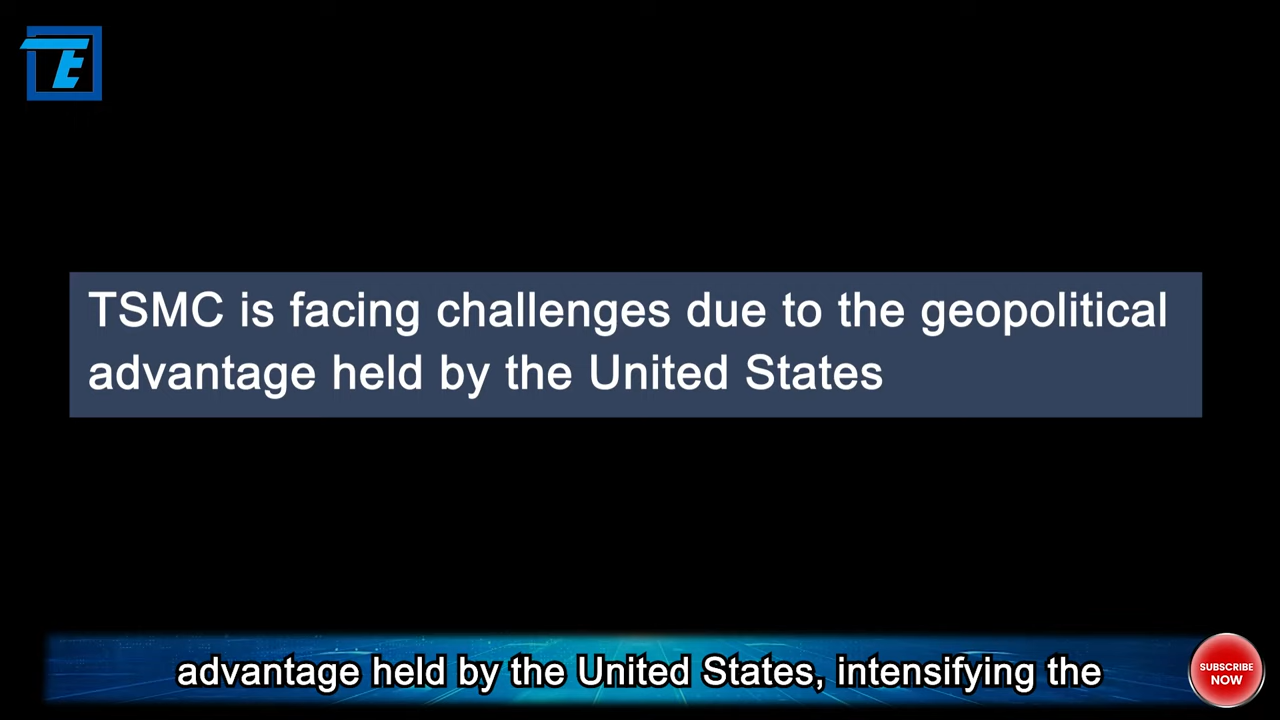 TE
TSMC is facing challenges due to the geopolitical
advantage held by the United States
advantage held by the United States, intensifying the
SUBSCRIBE
NOW